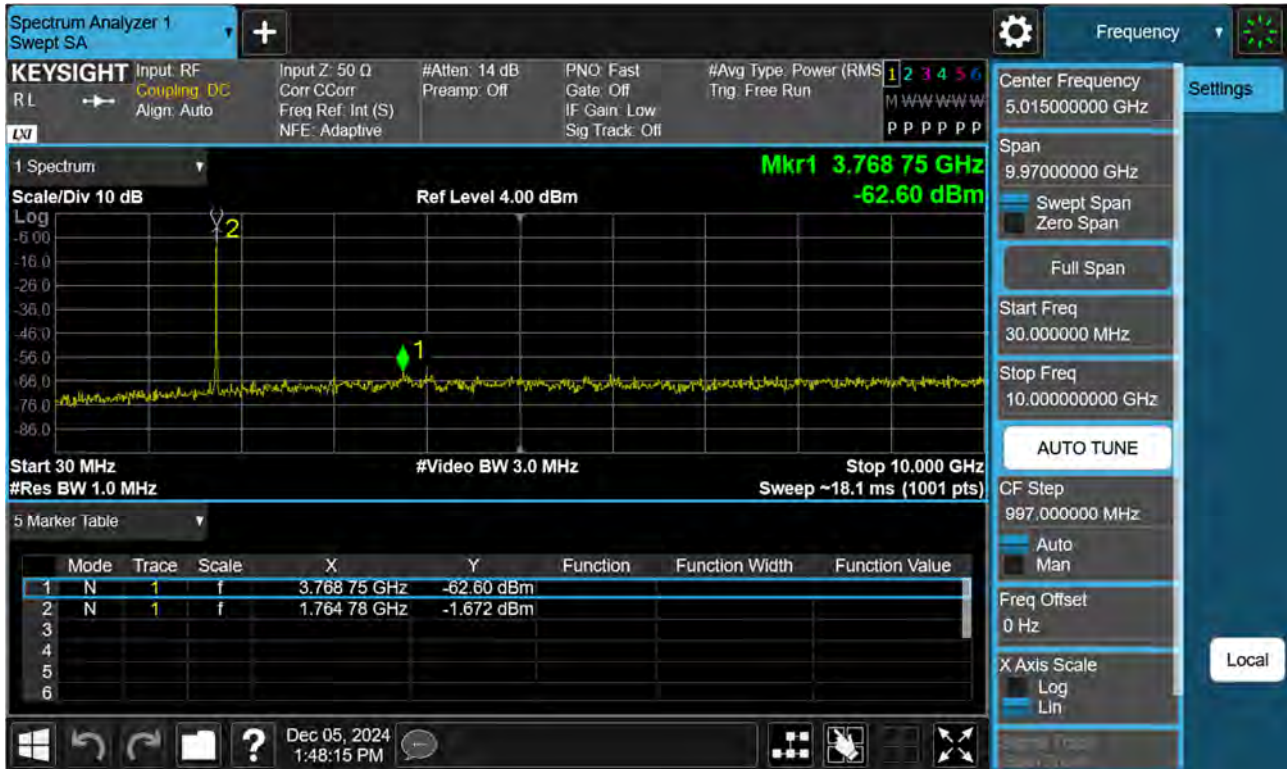 Spectrum Analyzer 1
Swept SA
+
Frequency
KEYSIGHT
RL
LXI
Input: RF
Coupling: DC
Align: Auto
Input Z: 50 Ω
Corr CCorr
Freq Ref: Int (S)
NFE: Adaptive
#Atten: 14 dB
Preamp: Off
PNO: Fast
Gate: Off
IF Gain: Low
Sig Track: Off
#Avg Type: Power (RMS
Trig: Free Run
1 2 3 4 5 6
M W W W W W
P P P P P P
1 Spectrum
Mkr1 3.768 75 GHz
-62.60 dBm
Scale/Div 10 dB
Ref Level 4.00 dBm
Log
-6.00
-16.0
-26.0
-36.0
-46.0
-56.0
-66.0
-76.0
-86.0
2
1
Start 30 MHz
#Video BW 3.0 MHz
Stop 10.000 GHz
#Res BW 1.0 MHz
Sweep ~18.1 ms (1001 pts)
5 Marker Table
Mode Trace Scale X Y Function Function Width Function Value
1 N 1 f 3.768 75 GHz -62.60 dBm
2 N 1 f 1.764 78 GHz -1.672 dBm
3
4
5
6
?
Dec 05, 2024
1:48:15 PM
Center Frequency
5.015000000 GHz
Settings
Span
9.97000000 GHz
Swept Span
Zero Span
Full Span
Start Freq
30.000000 MHz
Stop Freq
10.000000000 GHz
AUTO TUNE
CF Step
997.000000 MHz
Auto
Man
Freq Offset
0 Hz
X Axis Scale
Log
Lin
Local